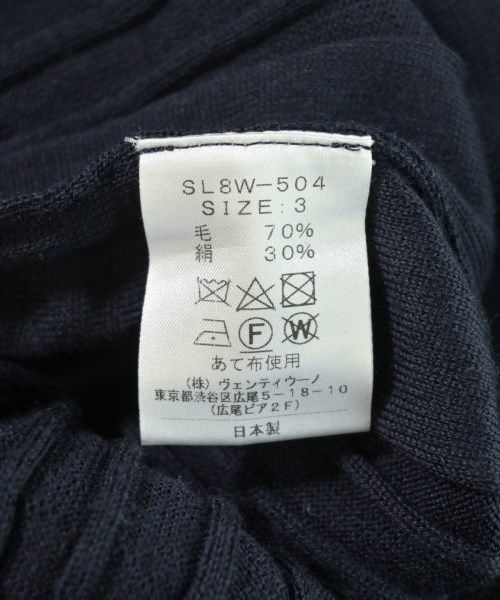 SL8W-504
SIZE:3
毛 70%
絹 30%
F W
あて布使用
(株)ヴェンティウーノ
東京都渋谷区広尾5-18-10
(広尾ピア2F)
日本製